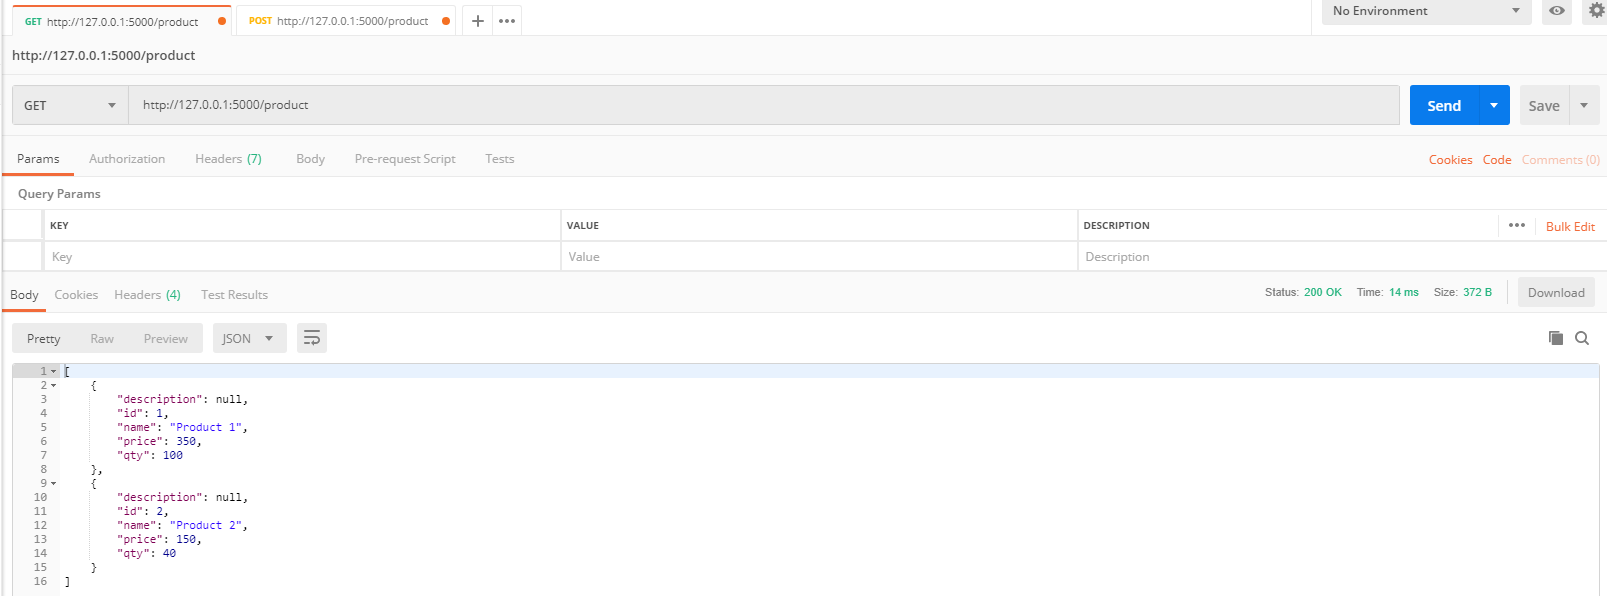 GET http://127.0.0.1:5000/product POST http://127.0.0.1:5000/product + ••• No Environment
http://127.0.0.1:5000/product
GET http://127.0.0.1:5000/product Send Save
Params Authorization Headers (7) Body Pre-request Script Tests Cookies Code Comments (0)
Query Params
KEY VALUE DESCRIPTION ••• Bulk Edit
Key Value Description
Body Cookies Headers (4) Test Results Status: 200 OK Time: 14 ms Size: 372 B Download
Pretty Raw Preview JSON
1 [
2 {
3 "description": null,
4 "id": 1,
5 "name": "Product 1",
6 "price": 350,
7 "qty": 100
8 },
9 {
10 "description": null,
11 "id": 2,
12 "name": "Product 2",
13 "price": 150,
14 "qty": 40
15 }
16 ]